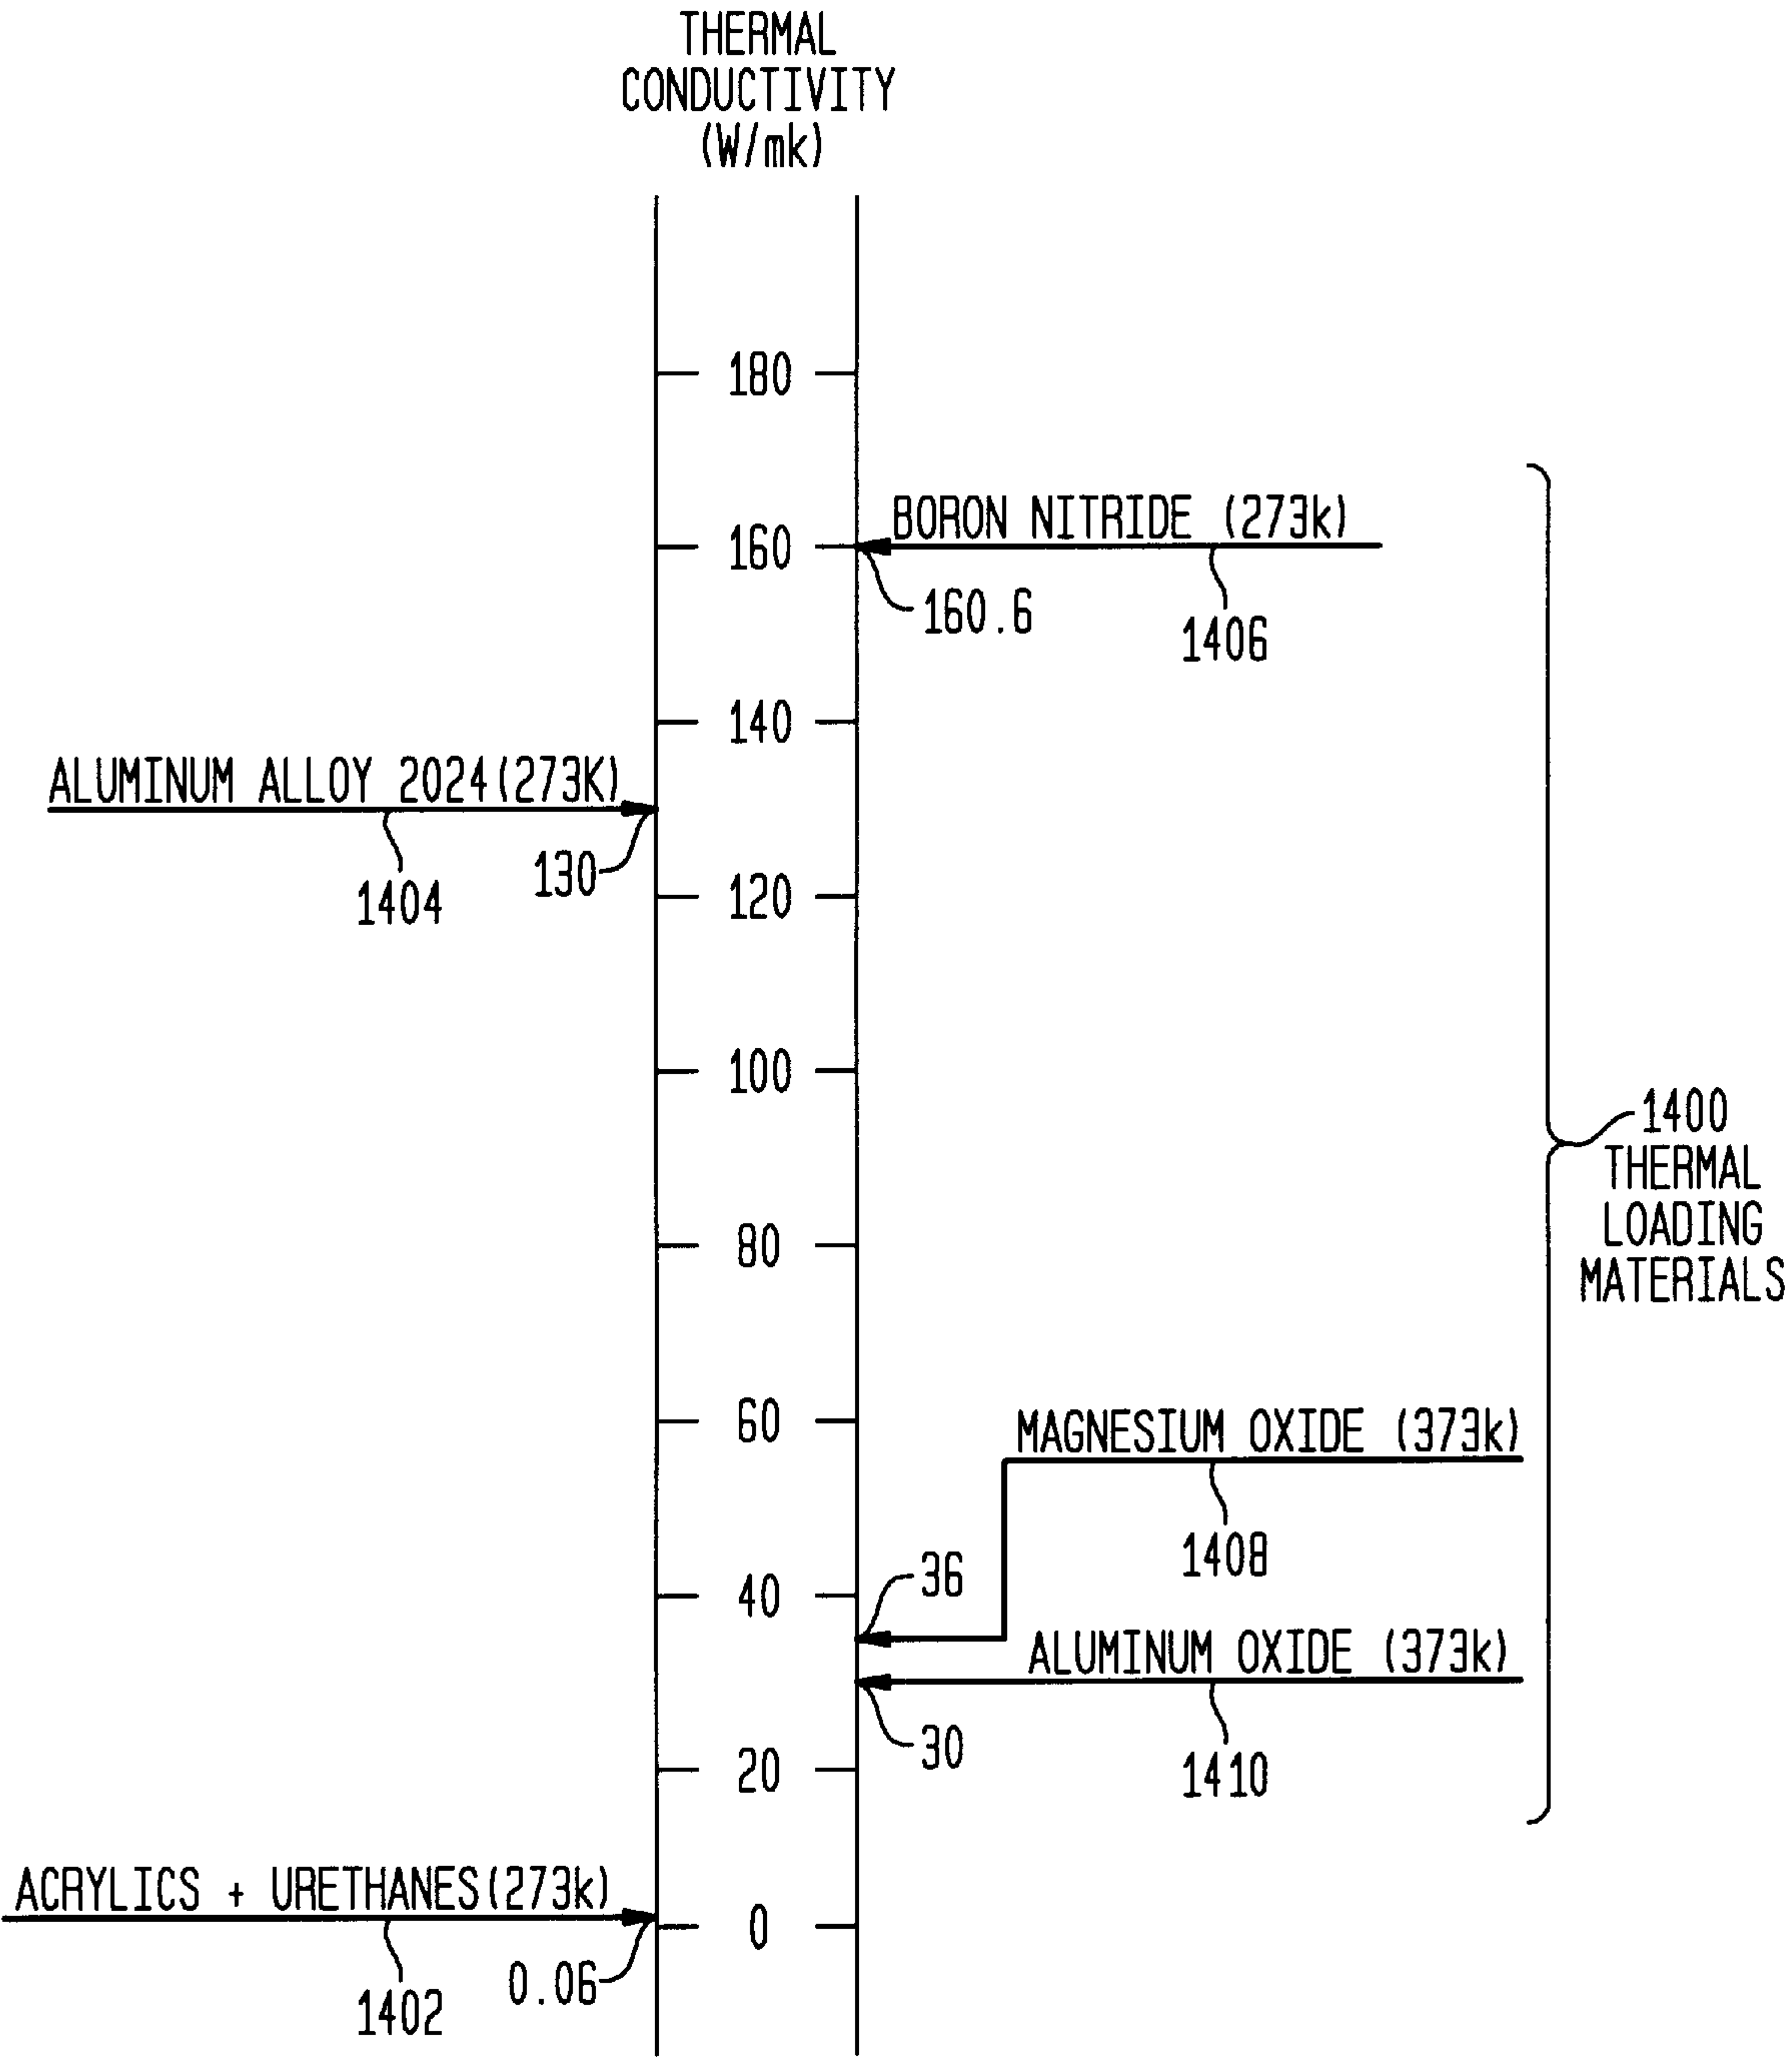 THERMAL
CONDUCTIVITY
(W/mk)
180
BORON NITRIDE (273k)
160
160.6
1406
140
ALUMINUM ALLOY 2024(273K)
130
1404
120
100
1400
THERMAL
LOADING
MATERIALS
80
60
MAGNESIUM OXIDE (373k)
1408
36
40
ALUMINUM OXIDE (373k)
30
1410
20
ACRYLICS + URETHANES(273k)
0
0.06
1402